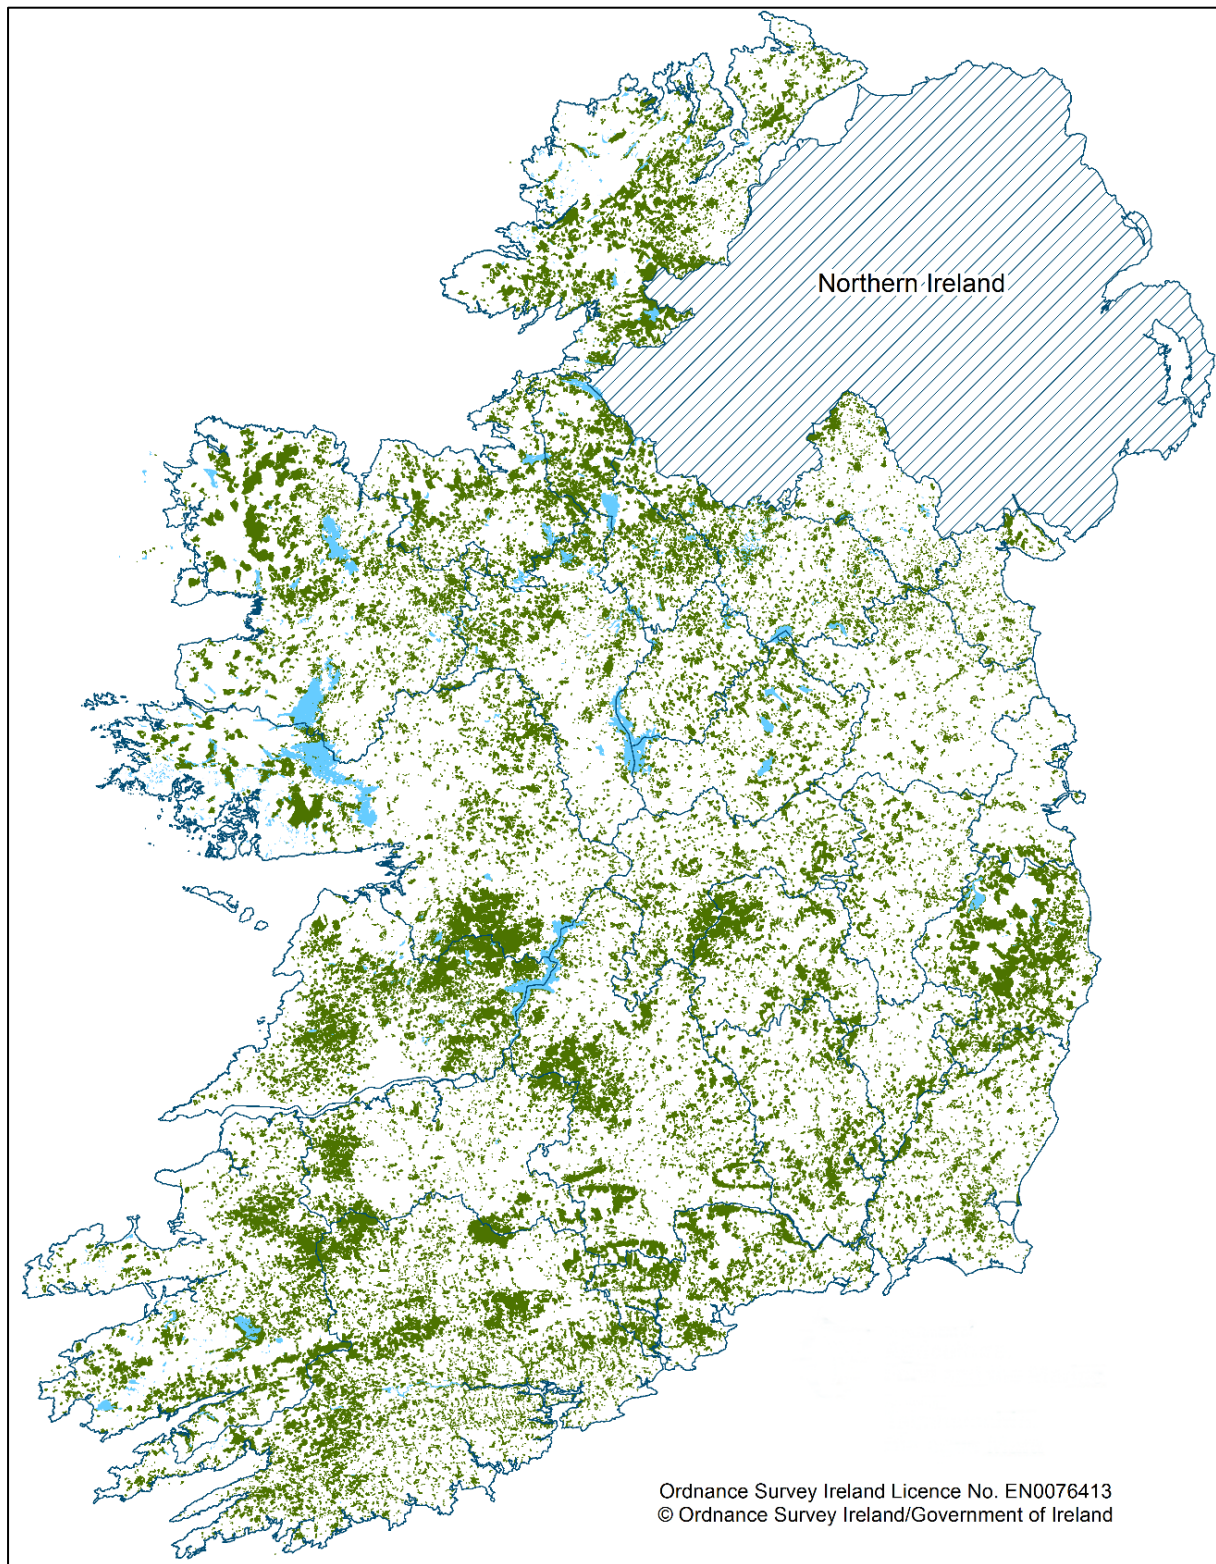 Northern Ireland
Ordnance Survey Ireland Licence No. EN0076413
© Ordnance Survey Ireland/Government of Ireland